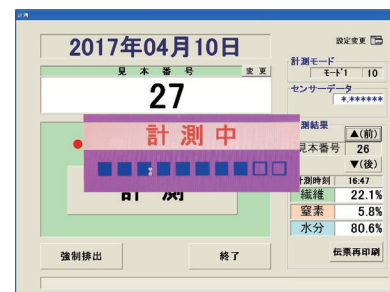 計測
設定変更
2017年04月10日
見本番号
変更
27
計測モード
モード'1 10
センサーデータ
*.******
計測中
測結果
▲(前)
見本番号 26
▼(後)
計測
計測時刻 16:47
繊維 22.1%
窒素 5.8%
水分 80.6%
強制排出
終了
伝票再印刷